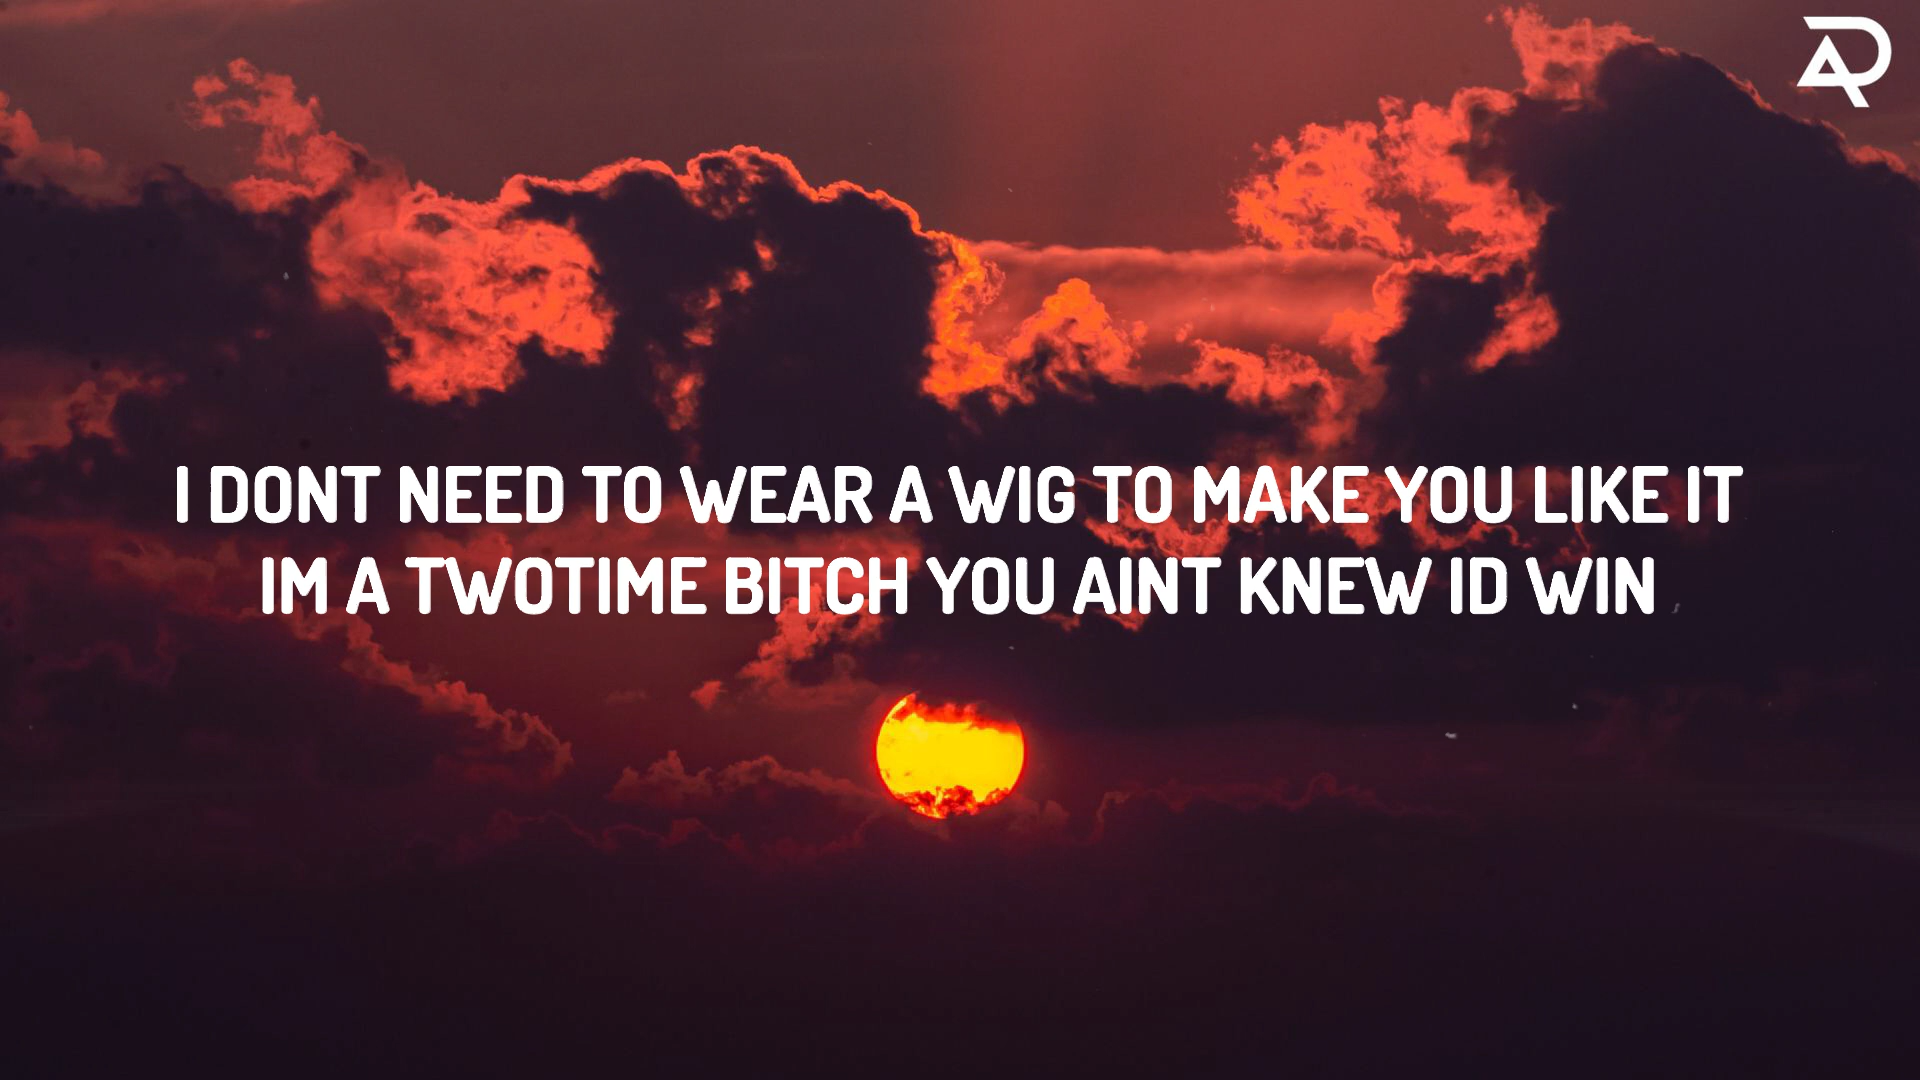 I DONT NEED TO WEAR A WIG TO MAKE YOU LIKE IT
IM A TWOTIME BITCH YOU AINT KNEW ID WIN